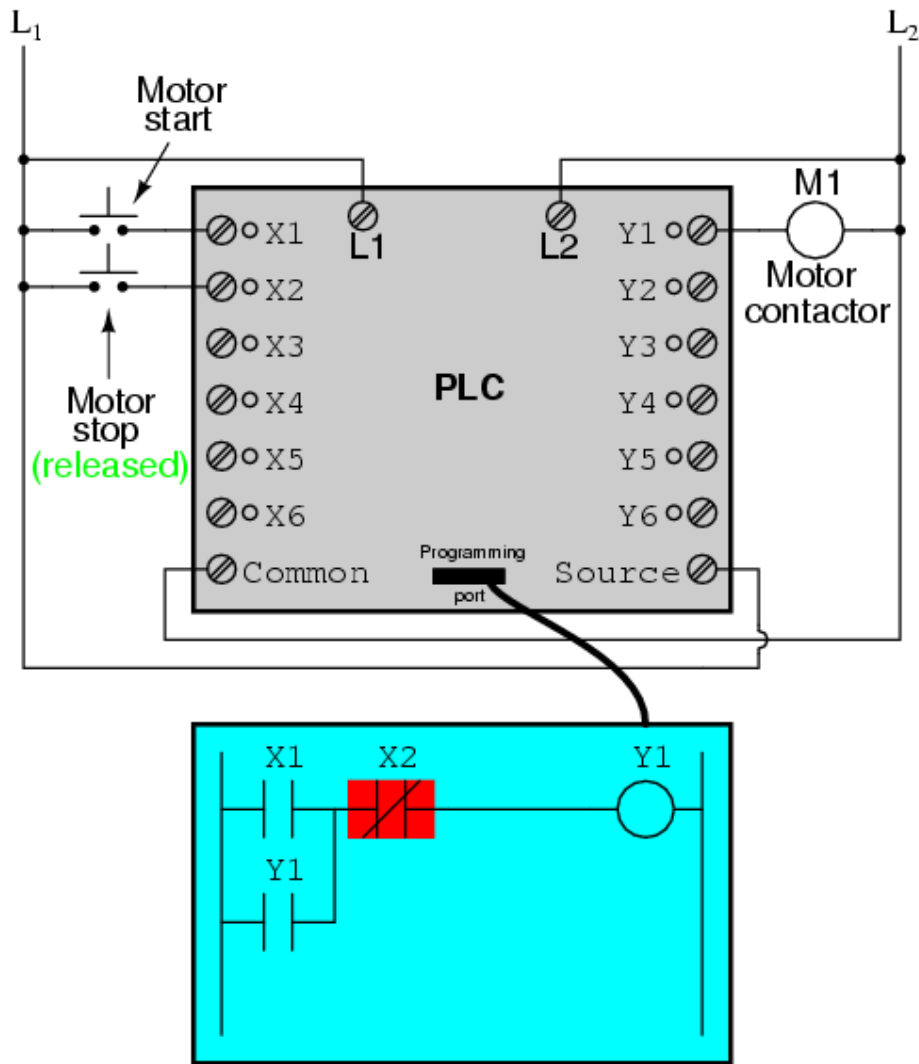 L1
L2
Motor
start
M1
X1
L1
L2
Y1
Motor
contactor
X2
Y2
X3
Y3
Motor
stop
(released)
X4
PLC
Y4
X5
Y5
X6
Y6
Common
Programming
port
Source
X1
X2
Y1
Y1